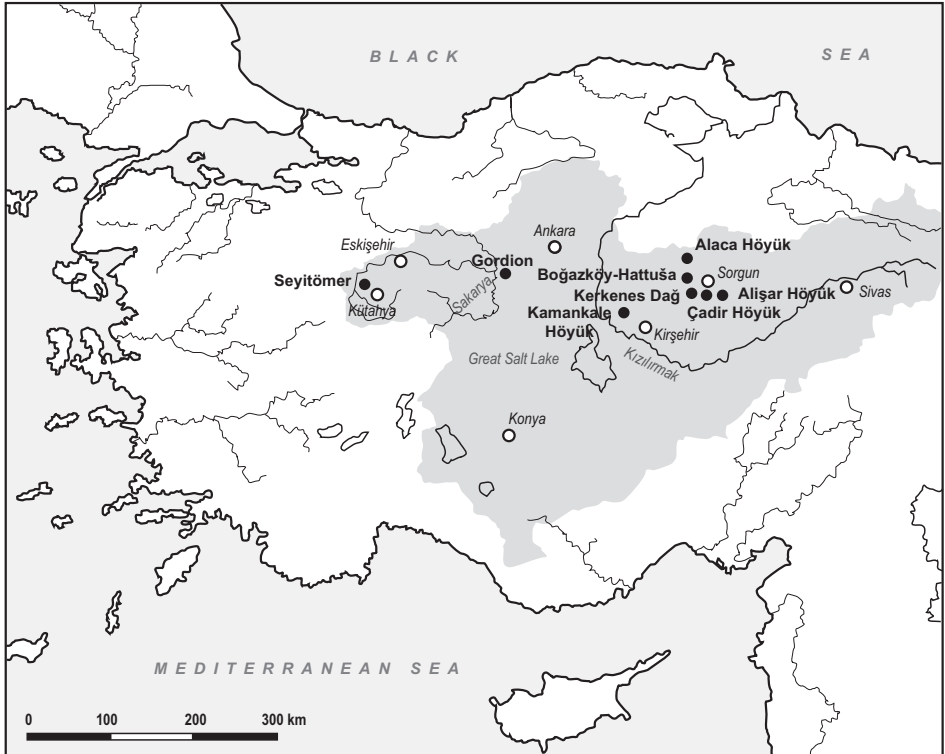 BLACK SEA
Ankara
Eskişehir
Alaca Höyük
Gordion
Boğazköy-Hattuša
Sorgun
Seyitömer
Sakarya
Kerkenes Dağ
Alişar Höyük
Sivas
Kütahya
Kamankale
Höyük
Çadir Höyük
Kirşehir
Great Salt Lake
Kızılırmak
Konya
MEDITERRANEAN SEA
0 100 200 300 km